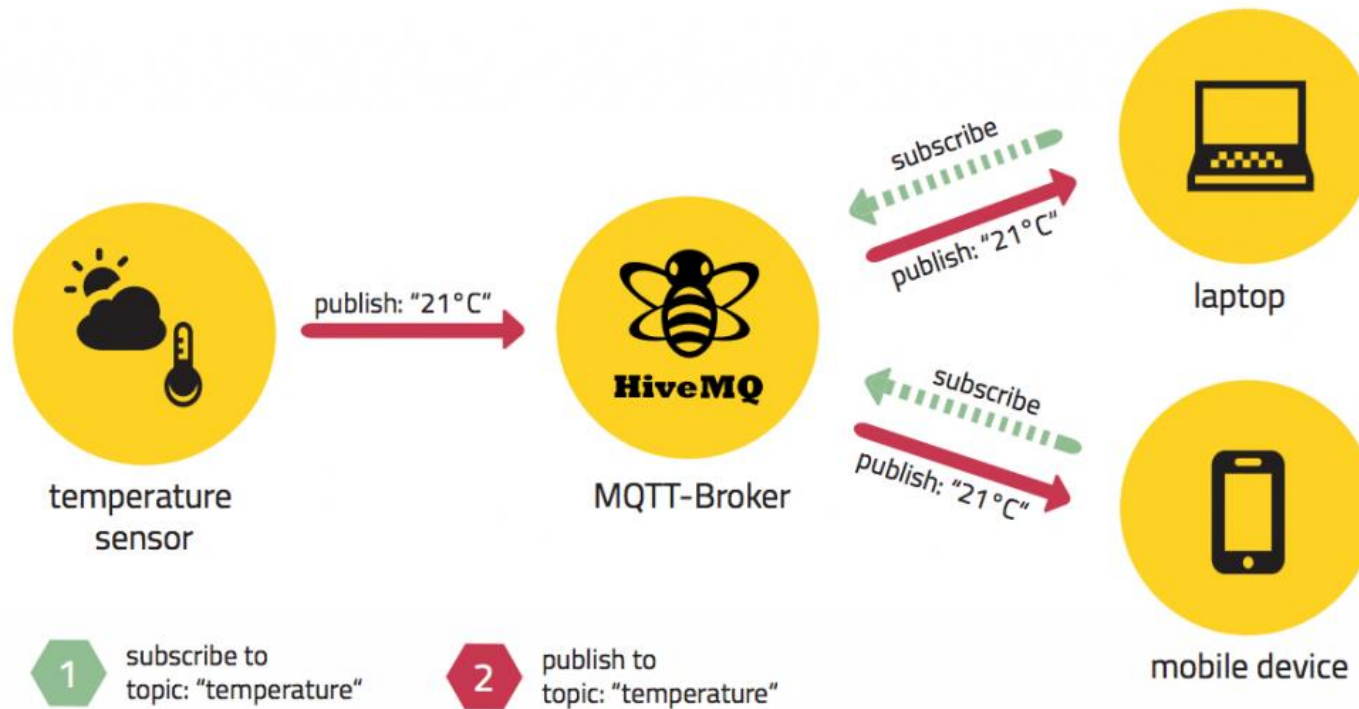 subscribe
publish: "21°C"
laptop
publish: "21°C"
HiveMQ
MQTT-Broker
temperature
sensor
subscribe
publish: "21°C"
mobile device
1
subscribe to
topic: "temperature"
2
publish to
topic: "temperature"